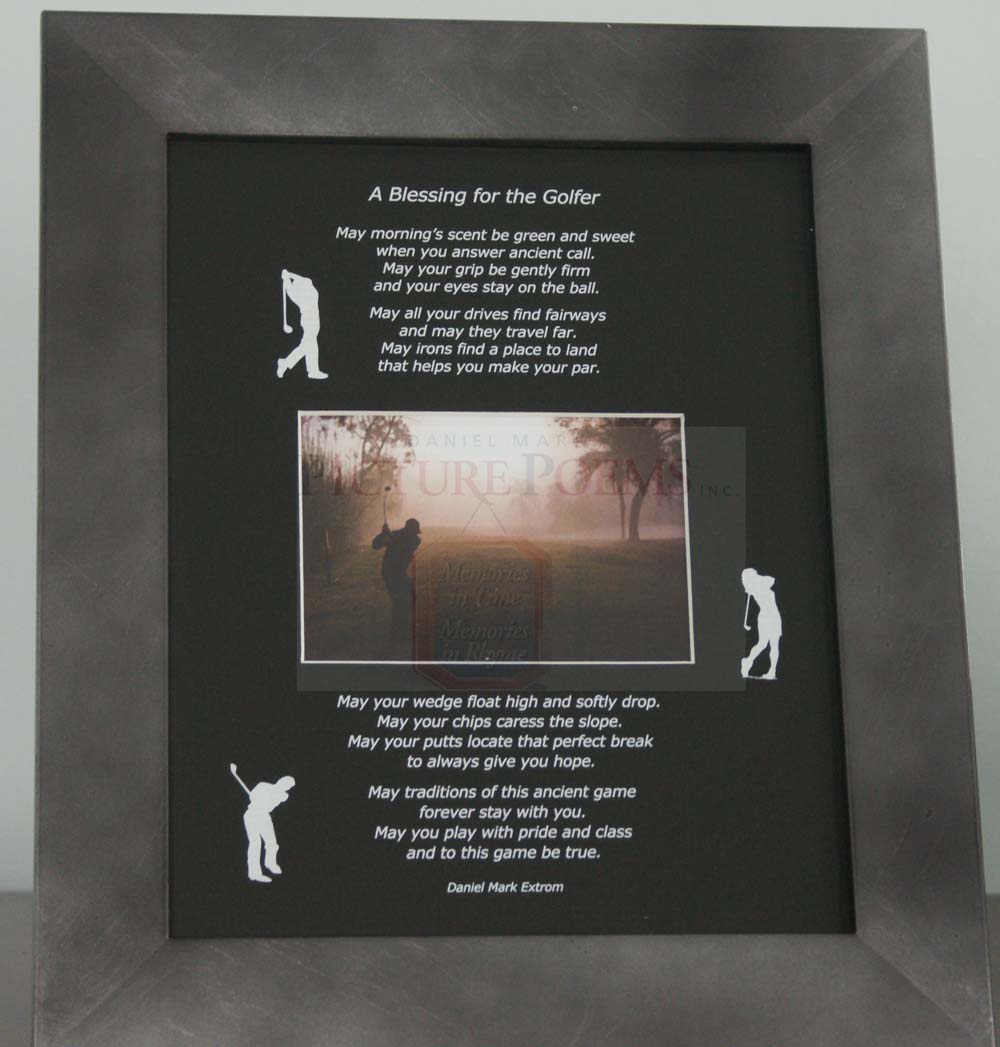 A Blessing for the Golfer
May morning's scent be green and sweet
when you answer ancient call.
May your grip be gently firm
and your eyes stay on the ball.
May all your drives find fairways
and may they travel far.
May irons find a place to land
that helps you make your par.
DANIEL MARK
PICTURE POEMS INC.
Memories
in Time
Memories
in Rhyme
May your wedge float high and softly drop.
May your chips caress the slope.
May your putts locate that perfect break
to always give you hope.
May traditions of this ancient game
forever stay with you.
May you play with pride and class
and to this game be true.
Daniel Mark Extrom